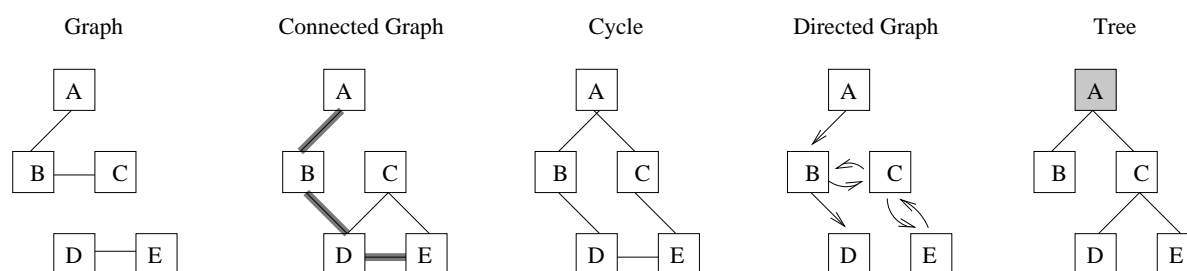 Graph Connected Graph Cycle Directed Graph Tree
A A A A A
B C B C B C B C B C
D E D E D E D E D E